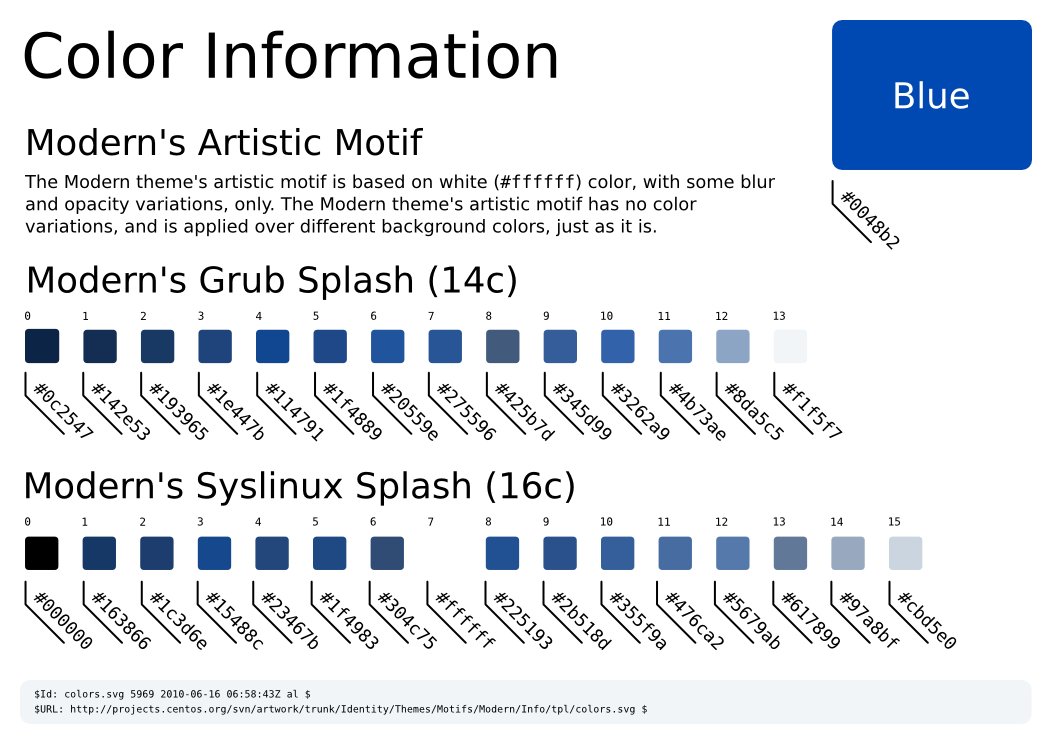 Color Information
Blue
#0048b2
Modern's Artistic Motif
The Modern theme's artistic motif is based on white (#ffffff) color, with some blur
and opacity variations, only. The Modern theme's artistic motif has no color
variations, and is applied over different background colors, just as it is.
Modern's Grub Splash (14c)
0 1 2 3 4 5 6 7 8 9 10 11 12 13
#0c2547 #142e53 #193965 #1e447b #114791 #1f4889 #20559e #275596 #425b7d #345d99 #3262a9 #4b73ae #8da5c5 #f1f5f7
Modern's Syslinux Splash (16c)
0 1 2 3 4 5 6 7 8 9 10 11 12 13 14 15
#000000 #163866 #1c3d6e #15488c #23467b #1f4983 #304c75 #ffffff #225193 #2b518d #355f9a #476ca2 #5679ab #617899 #97a8bf #cbd5e0
$Id: colors.svg 5969 2010-06-16 06:58:43Z al $
$URL: http://projects.centos.org/svn/artwork/trunk/Identity/Themes/Motifs/Modern/Info/tpl/colors.svg $